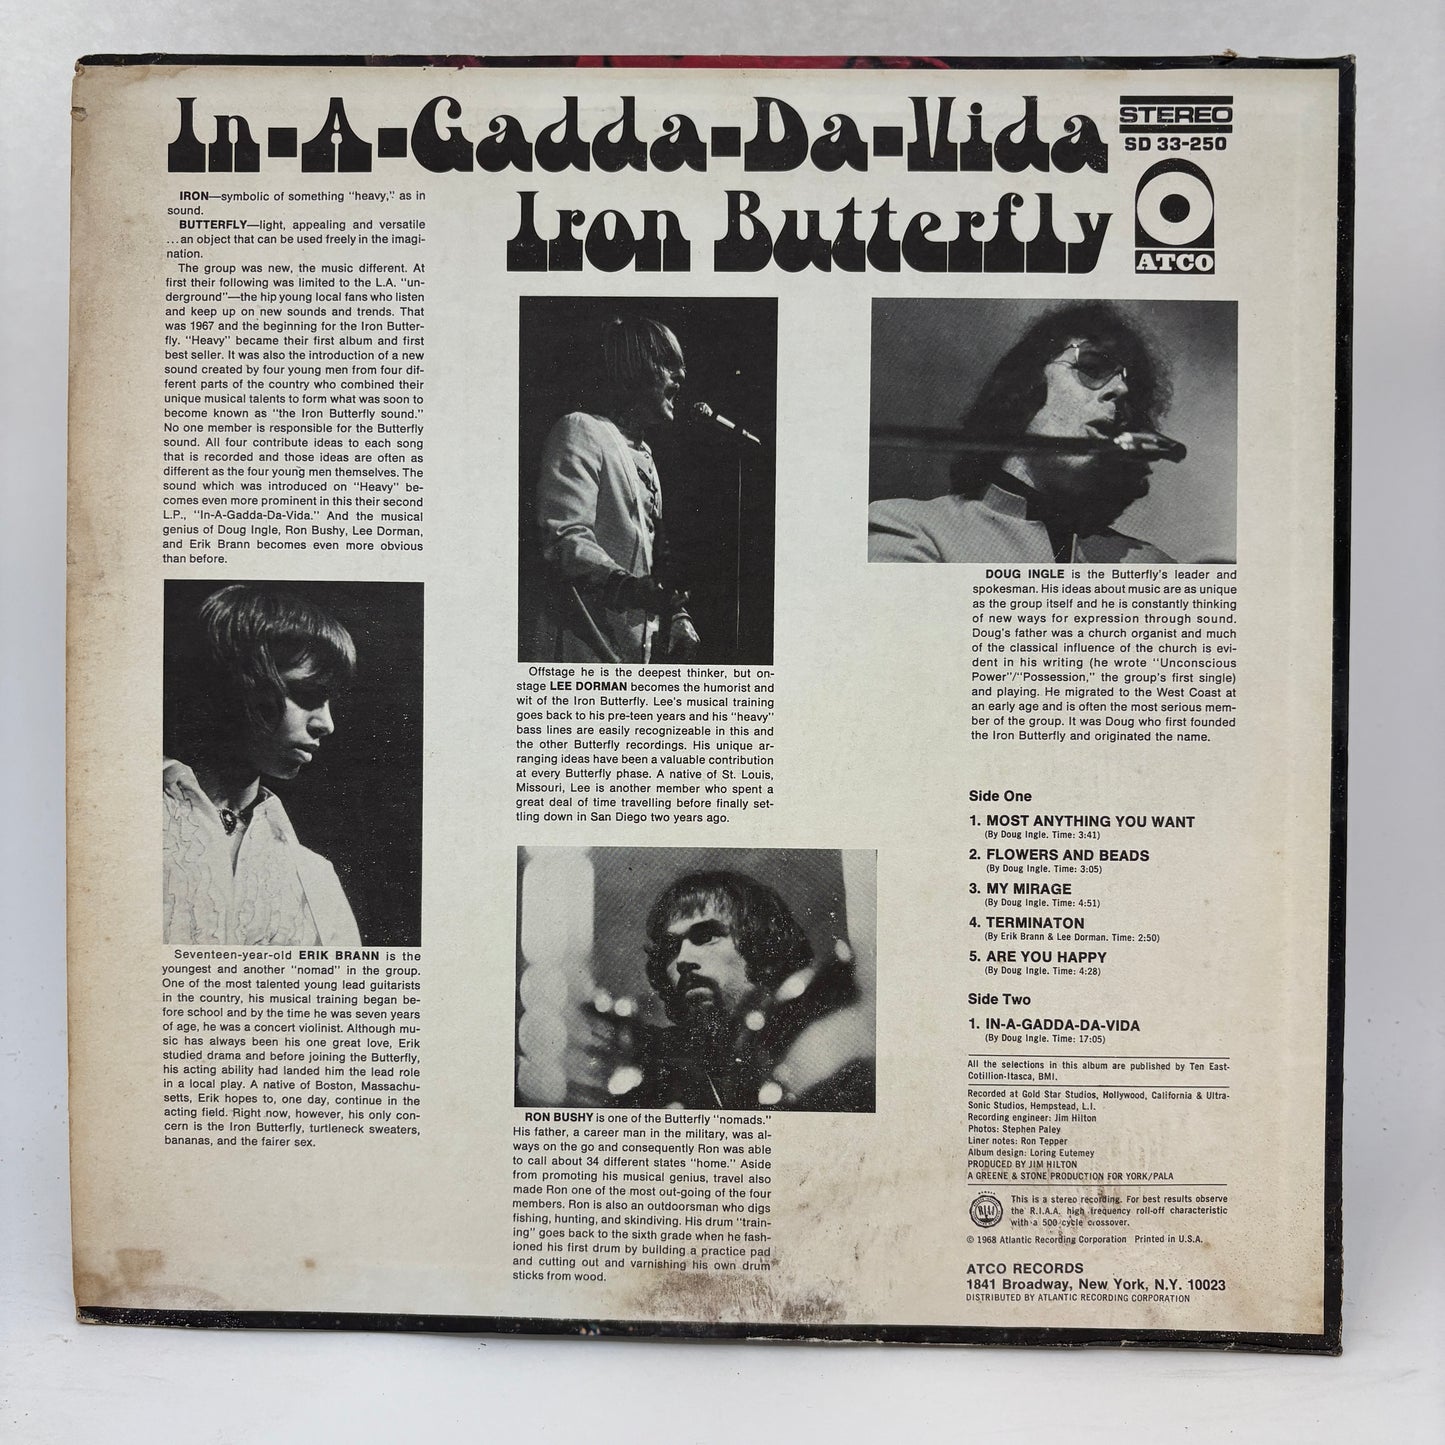 In-A-Gadda-Da-Vida
Iron Butterfly
STEREO
SD 33-250
ATCO
IRON—symbolic of something "heavy," as in
sound.
BUTTERFLY—light, appealing and versatile
...an object that can be used freely in the imagi-
nation.
The group was new, the music different. At
first their following was limited to the L.A. "un-
derground"—the hip young local fans who listen
and keep up on new sounds and trends. That
was 1967 and the beginning for the Iron Butter-
fly. "Heavy" became their first album and first
best seller. It was also the introduction of a new
sound created by four young men from four dif-
ferent parts of the country who combined their
unique musical talents to form what was soon to
become known as "the Iron Butterfly sound."
No one member is responsible for the Butterfly
sound. All four contribute ideas to each song
that is recorded and those ideas are often as
different as the four young men themselves. The
sound which was introduced on "Heavy" be-
comes even more prominent in this their second
L.P., "In-A-Gadda-Da-Vida." And the musical
genius of Doug Ingle, Ron Bushy, Lee Dorman,
and Erik Brann becomes even more obvious
than before.
Seventeen-year-old ERIK BRANN is the
youngest and another "nomad" in the group.
One of the most talented young lead guitarists
in the country, his musical training began be-
fore school and by the time he was seven years
of age, he was a concert violinist. Although mu-
sic has always been his one great love, Erik
studied drama and before joining the Butterfly,
his acting ability had landed him the lead role
in a local play. A native of Boston, Massachu-
setts, Erik hopes to, one day, continue in the
acting field. Right now, however, his only con-
cern is the Iron Butterfly, turtleneck sweaters,
bananas, and the fairer sex.
Offstage he is the deepest thinker, but on-
stage LEE DORMAN becomes the humorist and
wit of the Iron Butterfly. Lee's musical training
goes back to his pre-teen years and his "heavy"
bass lines are easily recognizeable in this and
the other Butterfly recordings. His unique ar-
ranging ideas have been a valuable contribution
at every Butterfly phase. A native of St. Louis,
Missouri, Lee is another member who spent a
great deal of time travelling before finally set-
tling down in San Diego two years ago.
RON BUSHY is one of the Butterfly "nomads."
His father, a career man in the military, was al-
ways on the go and consequently Ron was able
to call about 34 different states "home." Aside
from promoting his musical genius, travel also
made Ron one of the most out-going of the four
members. Ron is also an outdoorsman who digs
fishing, hunting, and skindiving. His drum "train-
ing" goes back to the sixth grade when he fash-
ioned his first drum by building a practice pad
and cutting out and varnishing his own drum
sticks from wood.
DOUG INGLE is the Butterfly's leader and
spokesman. His ideas about music are as unique
as the group itself and he is constantly thinking
of new ways for expression through sound.
Doug's father was a church organist and much
of the classical influence of the church is evi-
dent in his writing (he wrote "Unconscious
Power"/"Possession," the group's first single)
and playing. He migrated to the West Coast at
an early age and is often the most serious mem-
ber of the group. It was Doug who first founded
the Iron Butterfly and originated the name.
Side One
1. MOST ANYTHING YOU WANT
(By Doug Ingle. Time: 3:41)
2. FLOWERS AND BEADS
(By Doug Ingle. Time: 3:05)
3. MY MIRAGE
(By Doug Ingle. Time: 4:51)
4. TERMINATON
(By Erik Brann & Lee Dorman. Time: 2:50)
5. ARE YOU HAPPY
(By Doug Ingle. Time: 4:28)
Side Two
1. IN-A-GADDA-DA-VIDA
(By Doug Ingle. Time: 17:05)
All the selections in this album are published by Ten East-
Cotillion-Itasca, BMI.
Recorded at Gold Star Studios, Hollywood, California & Ultra-
Sonic Studios, Hempstead, L.I.
Recording engineer: Jim Hilton
Photos: Stephen Paley
Liner notes: Ron Tepper
Album design: Loring Eutemey
PRODUCED BY JIM HILTON
A GREENE & STONE PRODUCTION FOR YORK/PALA
RIAA
This is a stereo recording. For best results observe
the R.I.A.A. high frequency roll-off characteristic
with a 500 cycle crossover.
© 1968 Atlantic Recording Corporation Printed in U.S.A.
ATCO RECORDS
1841 Broadway, New York, N.Y. 10023
DISTRIBUTED BY ATLANTIC RECORDING CORPORATION